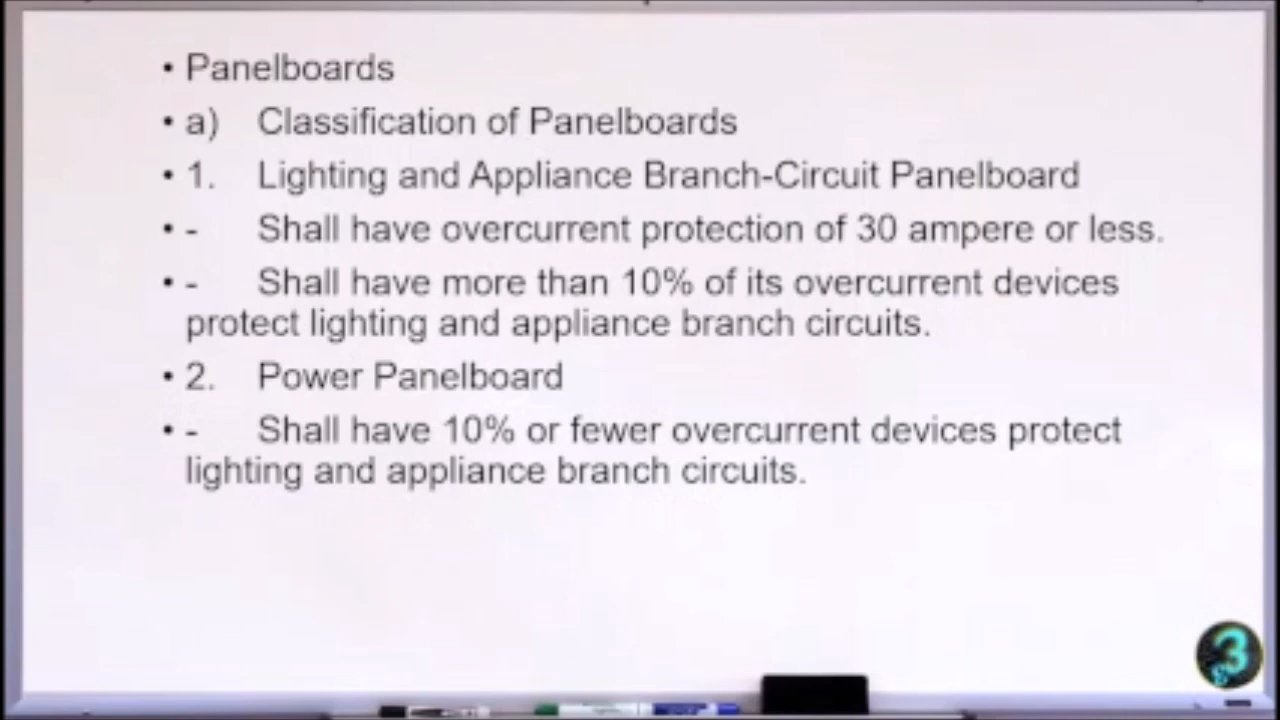 • Panelboards
• a) Classification of Panelboards
• 1. Lighting and Appliance Branch-Circuit Panelboard
• - Shall have overcurrent protection of 30 ampere or less.
• - Shall have more than 10% of its overcurrent devices
protect lighting and appliance branch circuits.
• 2. Power Panelboard
• - Shall have 10% or fewer overcurrent devices protect
lighting and appliance branch circuits.
3